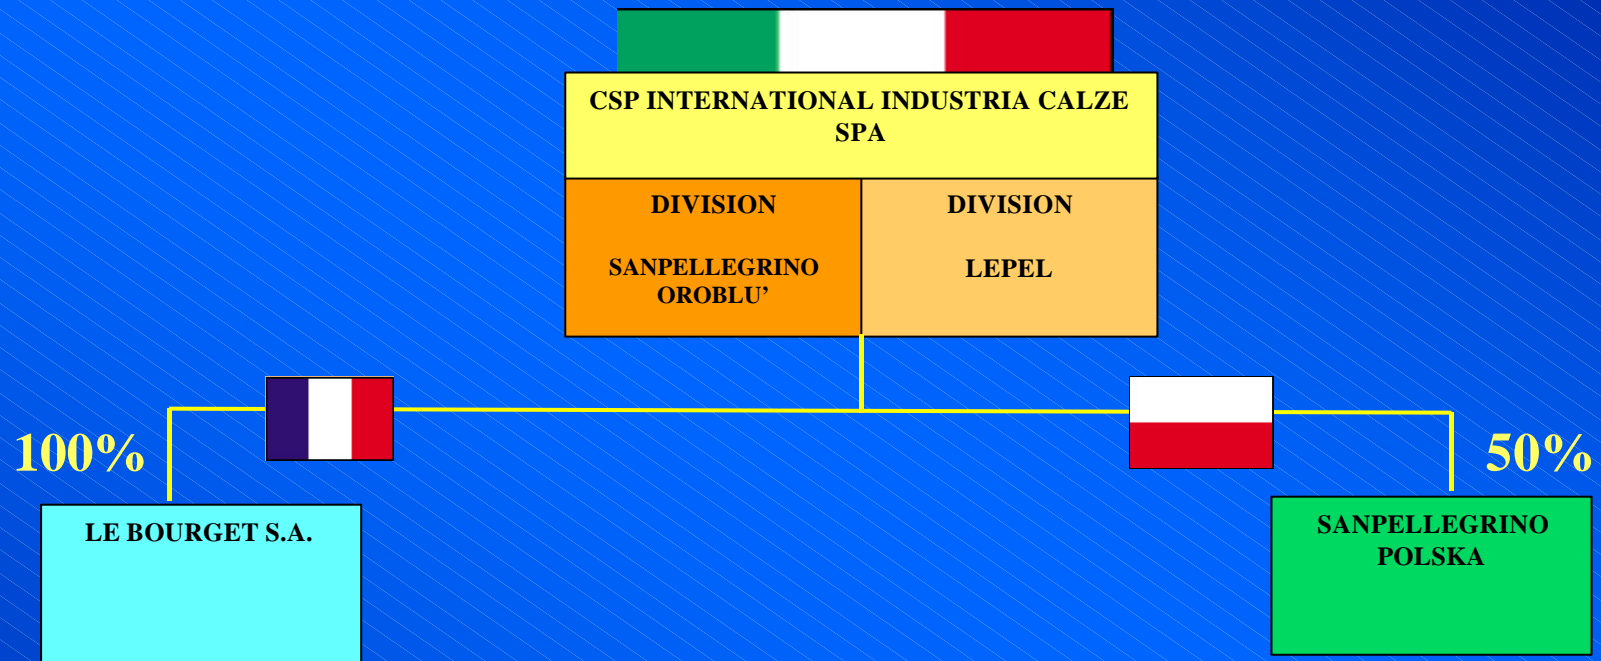 CSP INTERNATIONAL INDUSTRIA CALZE
SPA
DIVISION
SANPELLEGRINO
OROBLU’
DIVISION
LEPEL
100%
50%
LE BOURGET S.A.
SANPELLEGRINO
POLSKA